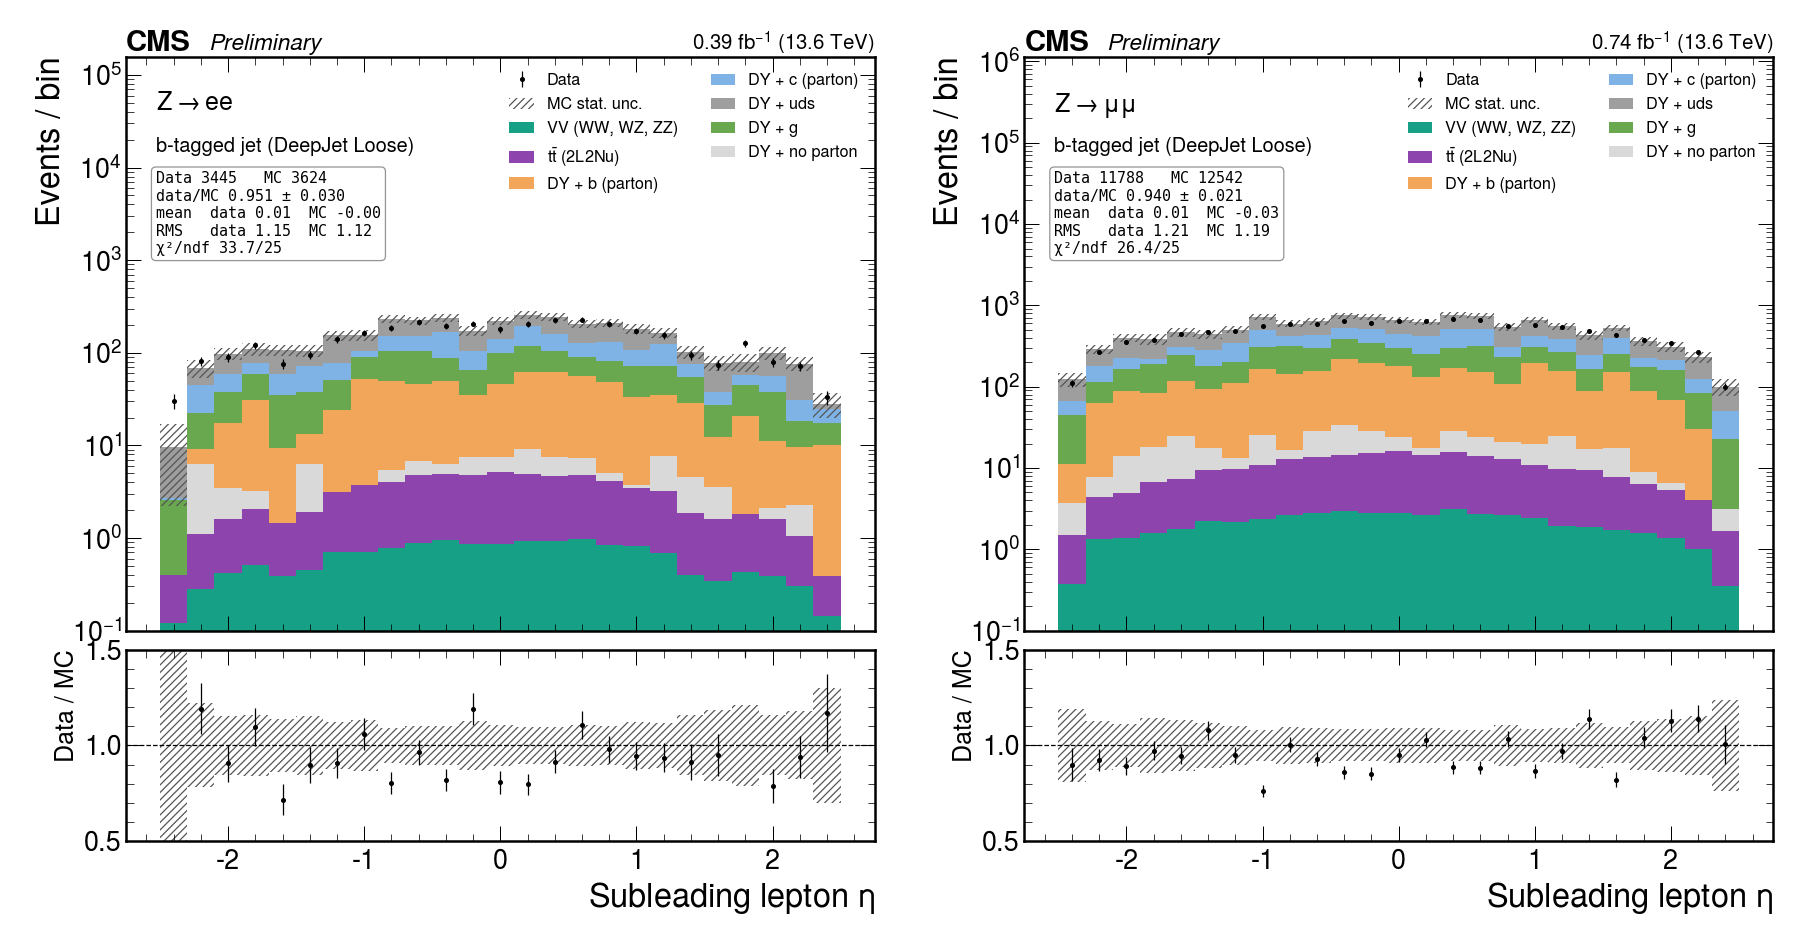 CMS Preliminary 0.39 fb⁻¹ (13.6 TeV)
Events / bin
Z → ee
b-tagged jet (DeepJet Loose)
Data 3445 MC 3624
data/MC 0.951 ± 0.030
mean data 0.01 MC -0.00
RMS data 1.15 MC 1.12
χ²/ndf 33.7/25
Data
MC stat. unc.
VV (WW, WZ, ZZ)
tt̄ (2L2Nu)
DY + b (parton)
DY + c (parton)
DY + uds
DY + g
DY + no parton
10⁵
10⁴
10³
10²
10¹
10⁰
10⁻¹
Data / MC
1.5
1.0
0.5
-2 -1 0 1 2
Subleading lepton η
CMS Preliminary 0.74 fb⁻¹ (13.6 TeV)
Events / bin
Z → μμ
b-tagged jet (DeepJet Loose)
Data 11788 MC 12542
data/MC 0.940 ± 0.021
mean data 0.01 MC -0.03
RMS data 1.21 MC 1.19
χ²/ndf 26.4/25
Data
MC stat. unc.
VV (WW, WZ, ZZ)
tt̄ (2L2Nu)
DY + b (parton)
DY + c (parton)
DY + uds
DY + g
DY + no parton
10⁶
10⁵
10⁴
10³
10²
10¹
10⁰
10⁻¹
Data / MC
1.5
1.0
0.5
-2 -1 0 1 2
Subleading lepton η